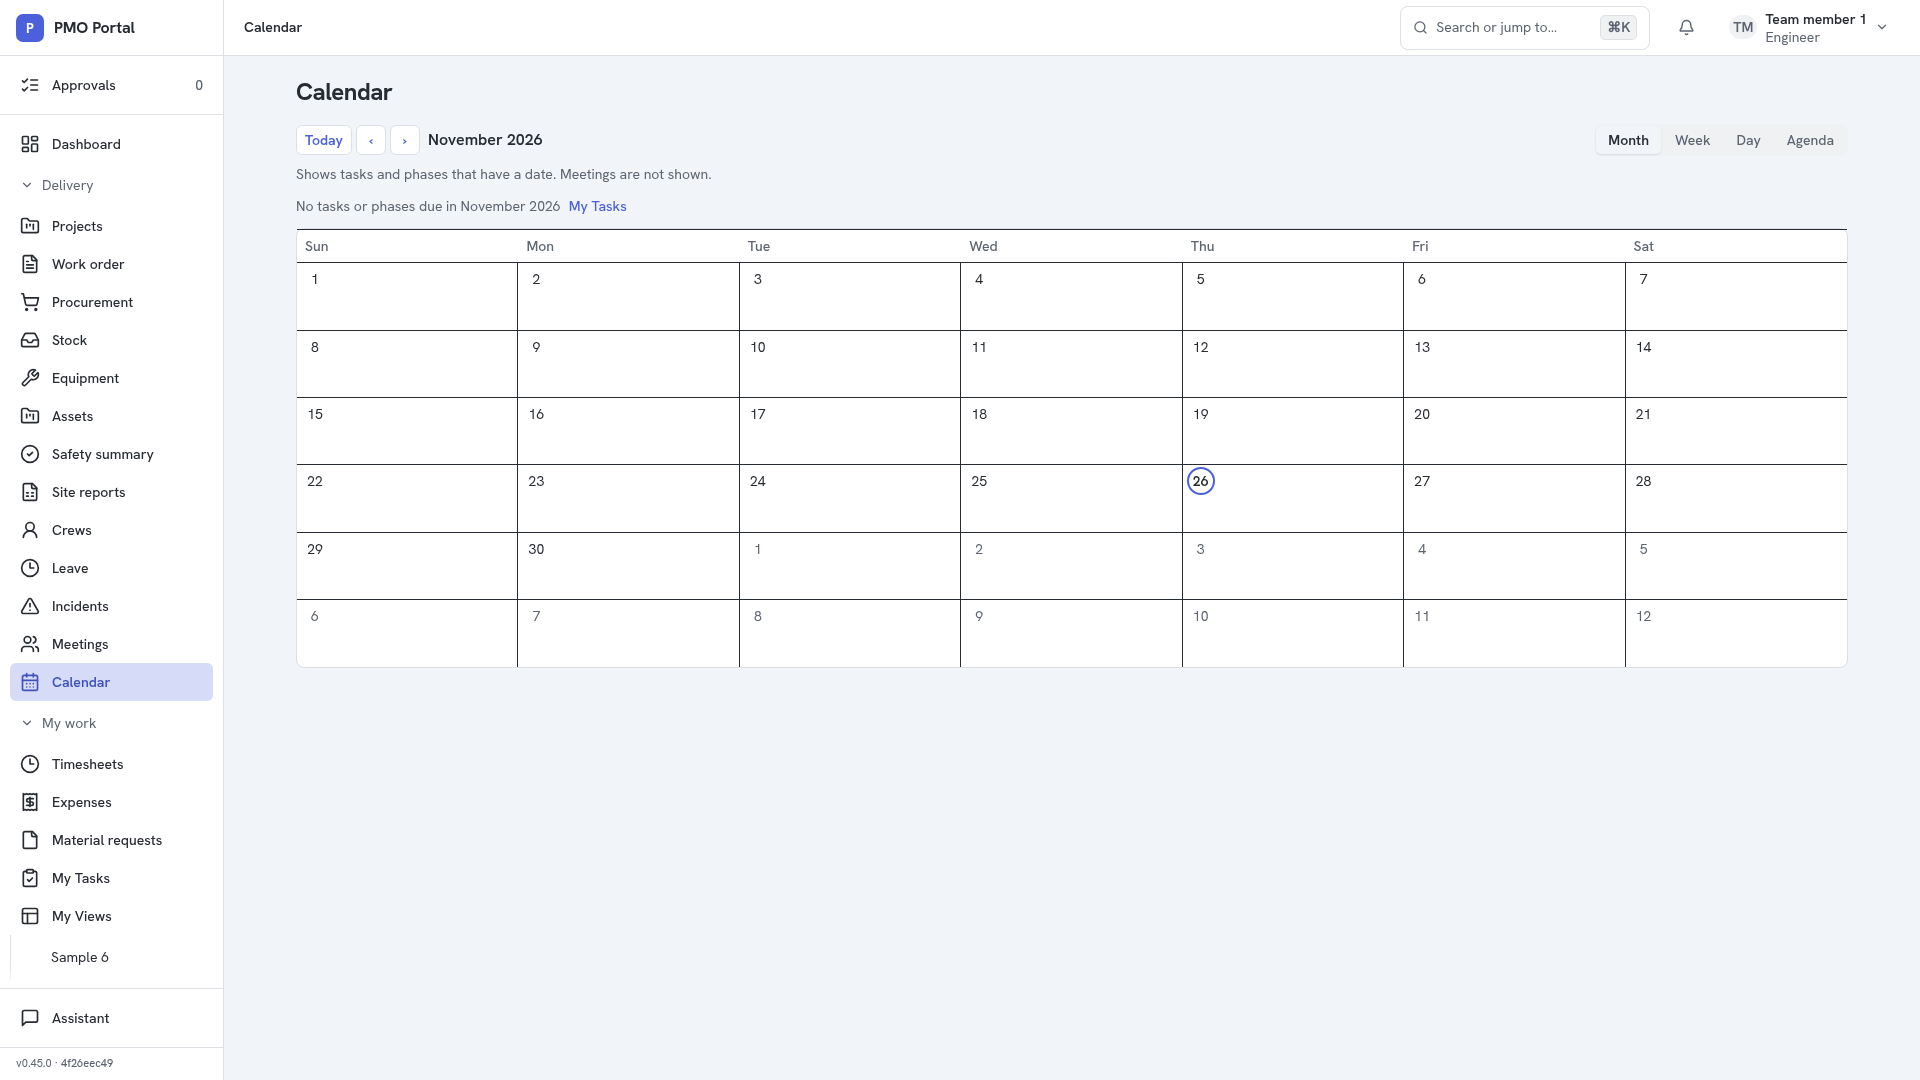 P PMO Portal
Calendar
Search or jump to... ⌘K
TM
Team member 1
Engineer
Approvals 0
Dashboard
Delivery
Projects
Work order
Procurement
Stock
Equipment
Assets
Safety summary
Site reports
Crews
Leave
Incidents
Meetings
Calendar
My work
Timesheets
Expenses
Material requests
My Tasks
My Views
Sample 6
Assistant
v0.45.0 · 4f26eec49
Calendar
Today ‹ › November 2026
Month Week Day Agenda
Shows tasks and phases that have a date. Meetings are not shown.
No tasks or phases due in November 2026 My Tasks
Sun Mon Tue Wed Thu Fri Sat
1 2 3 4 5 6 7
8 9 10 11 12 13 14
15 16 17 18 19 20 21
22 23 24 25 26 27 28
29 30 1 2 3 4 5
6 7 8 9 10 11 12